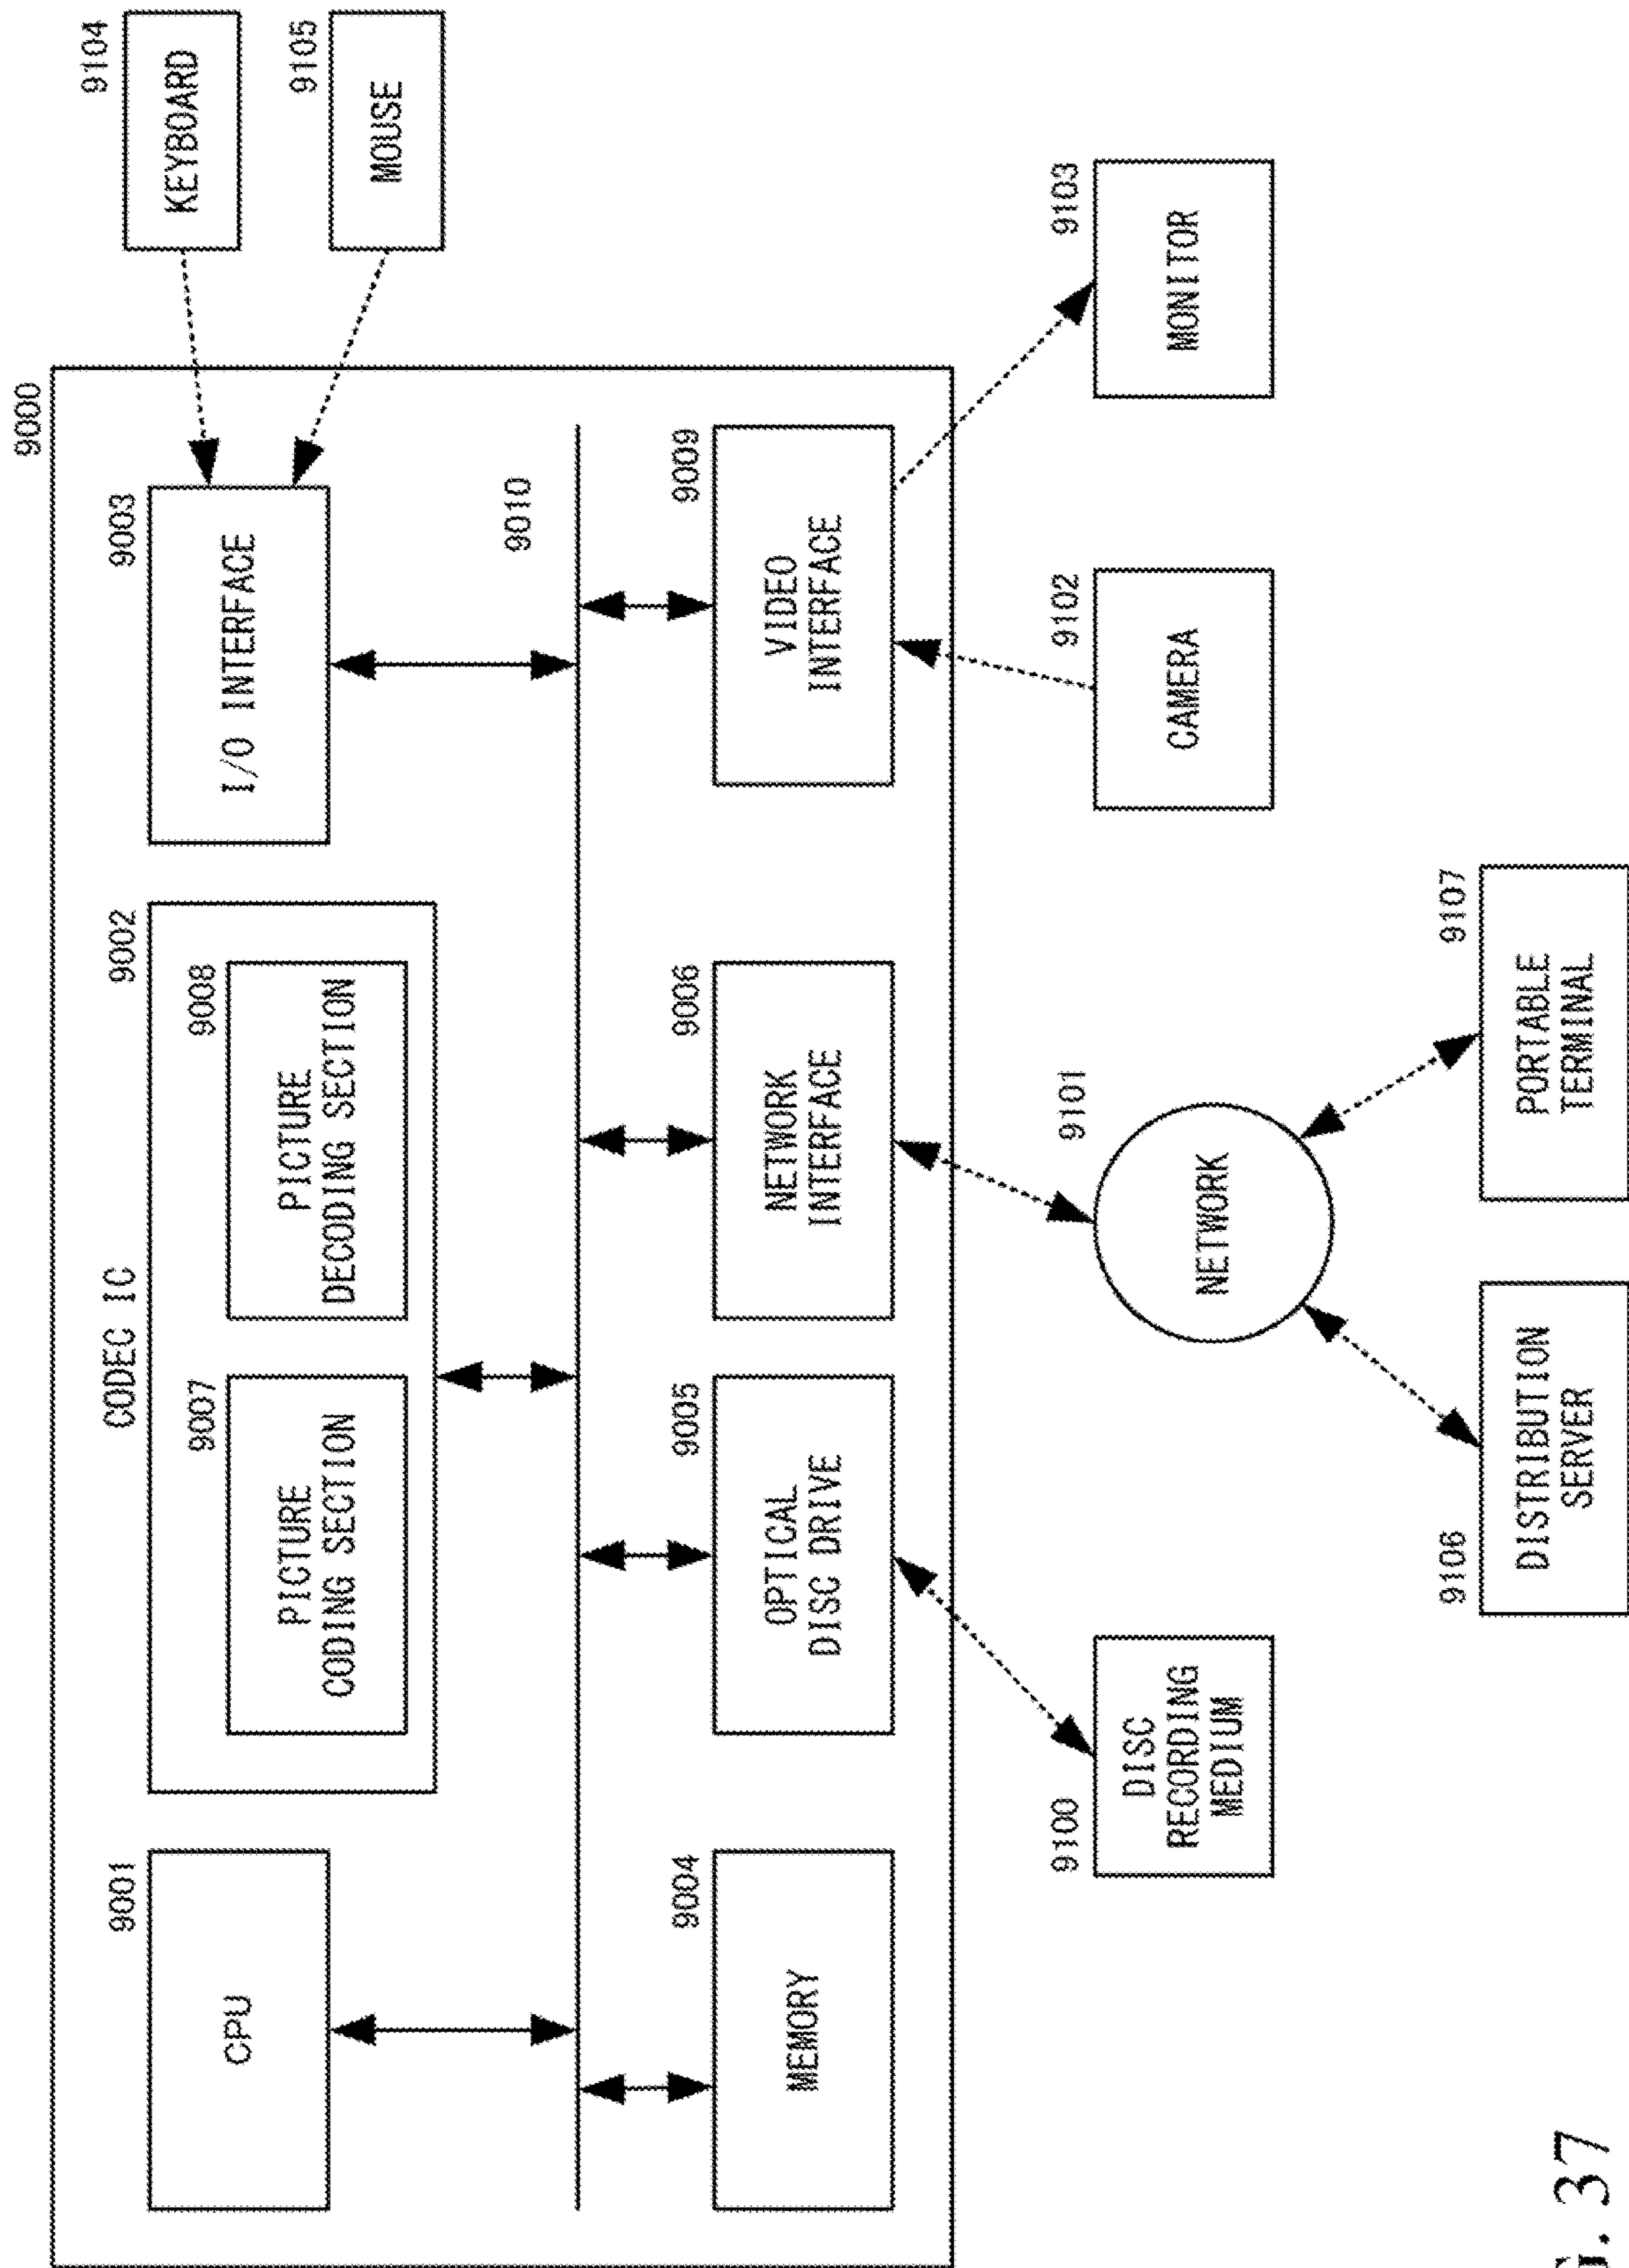 9000
CODEC IC
9001
CPU
9002
9007
PICTURE
CODING SECTION
9008
PICTURE
DECODING SECTION
9003
I/O INTERFACE
9104
KEYBOARD
9105
MOUSE
9010
9004
MEMORY
9005
OPTICAL
DISC DRIVE
9006
NETWORK
INTERFACE
9009
VIDEO
INTERFACE
9100
DISC
RECORDING
MEDIUM
9101
NETWORK
9102
CAMERA
9103
MONITOR
9106
DISTRIBUTION
SERVER
9107
PORTABLE
TERMINAL
G. 37